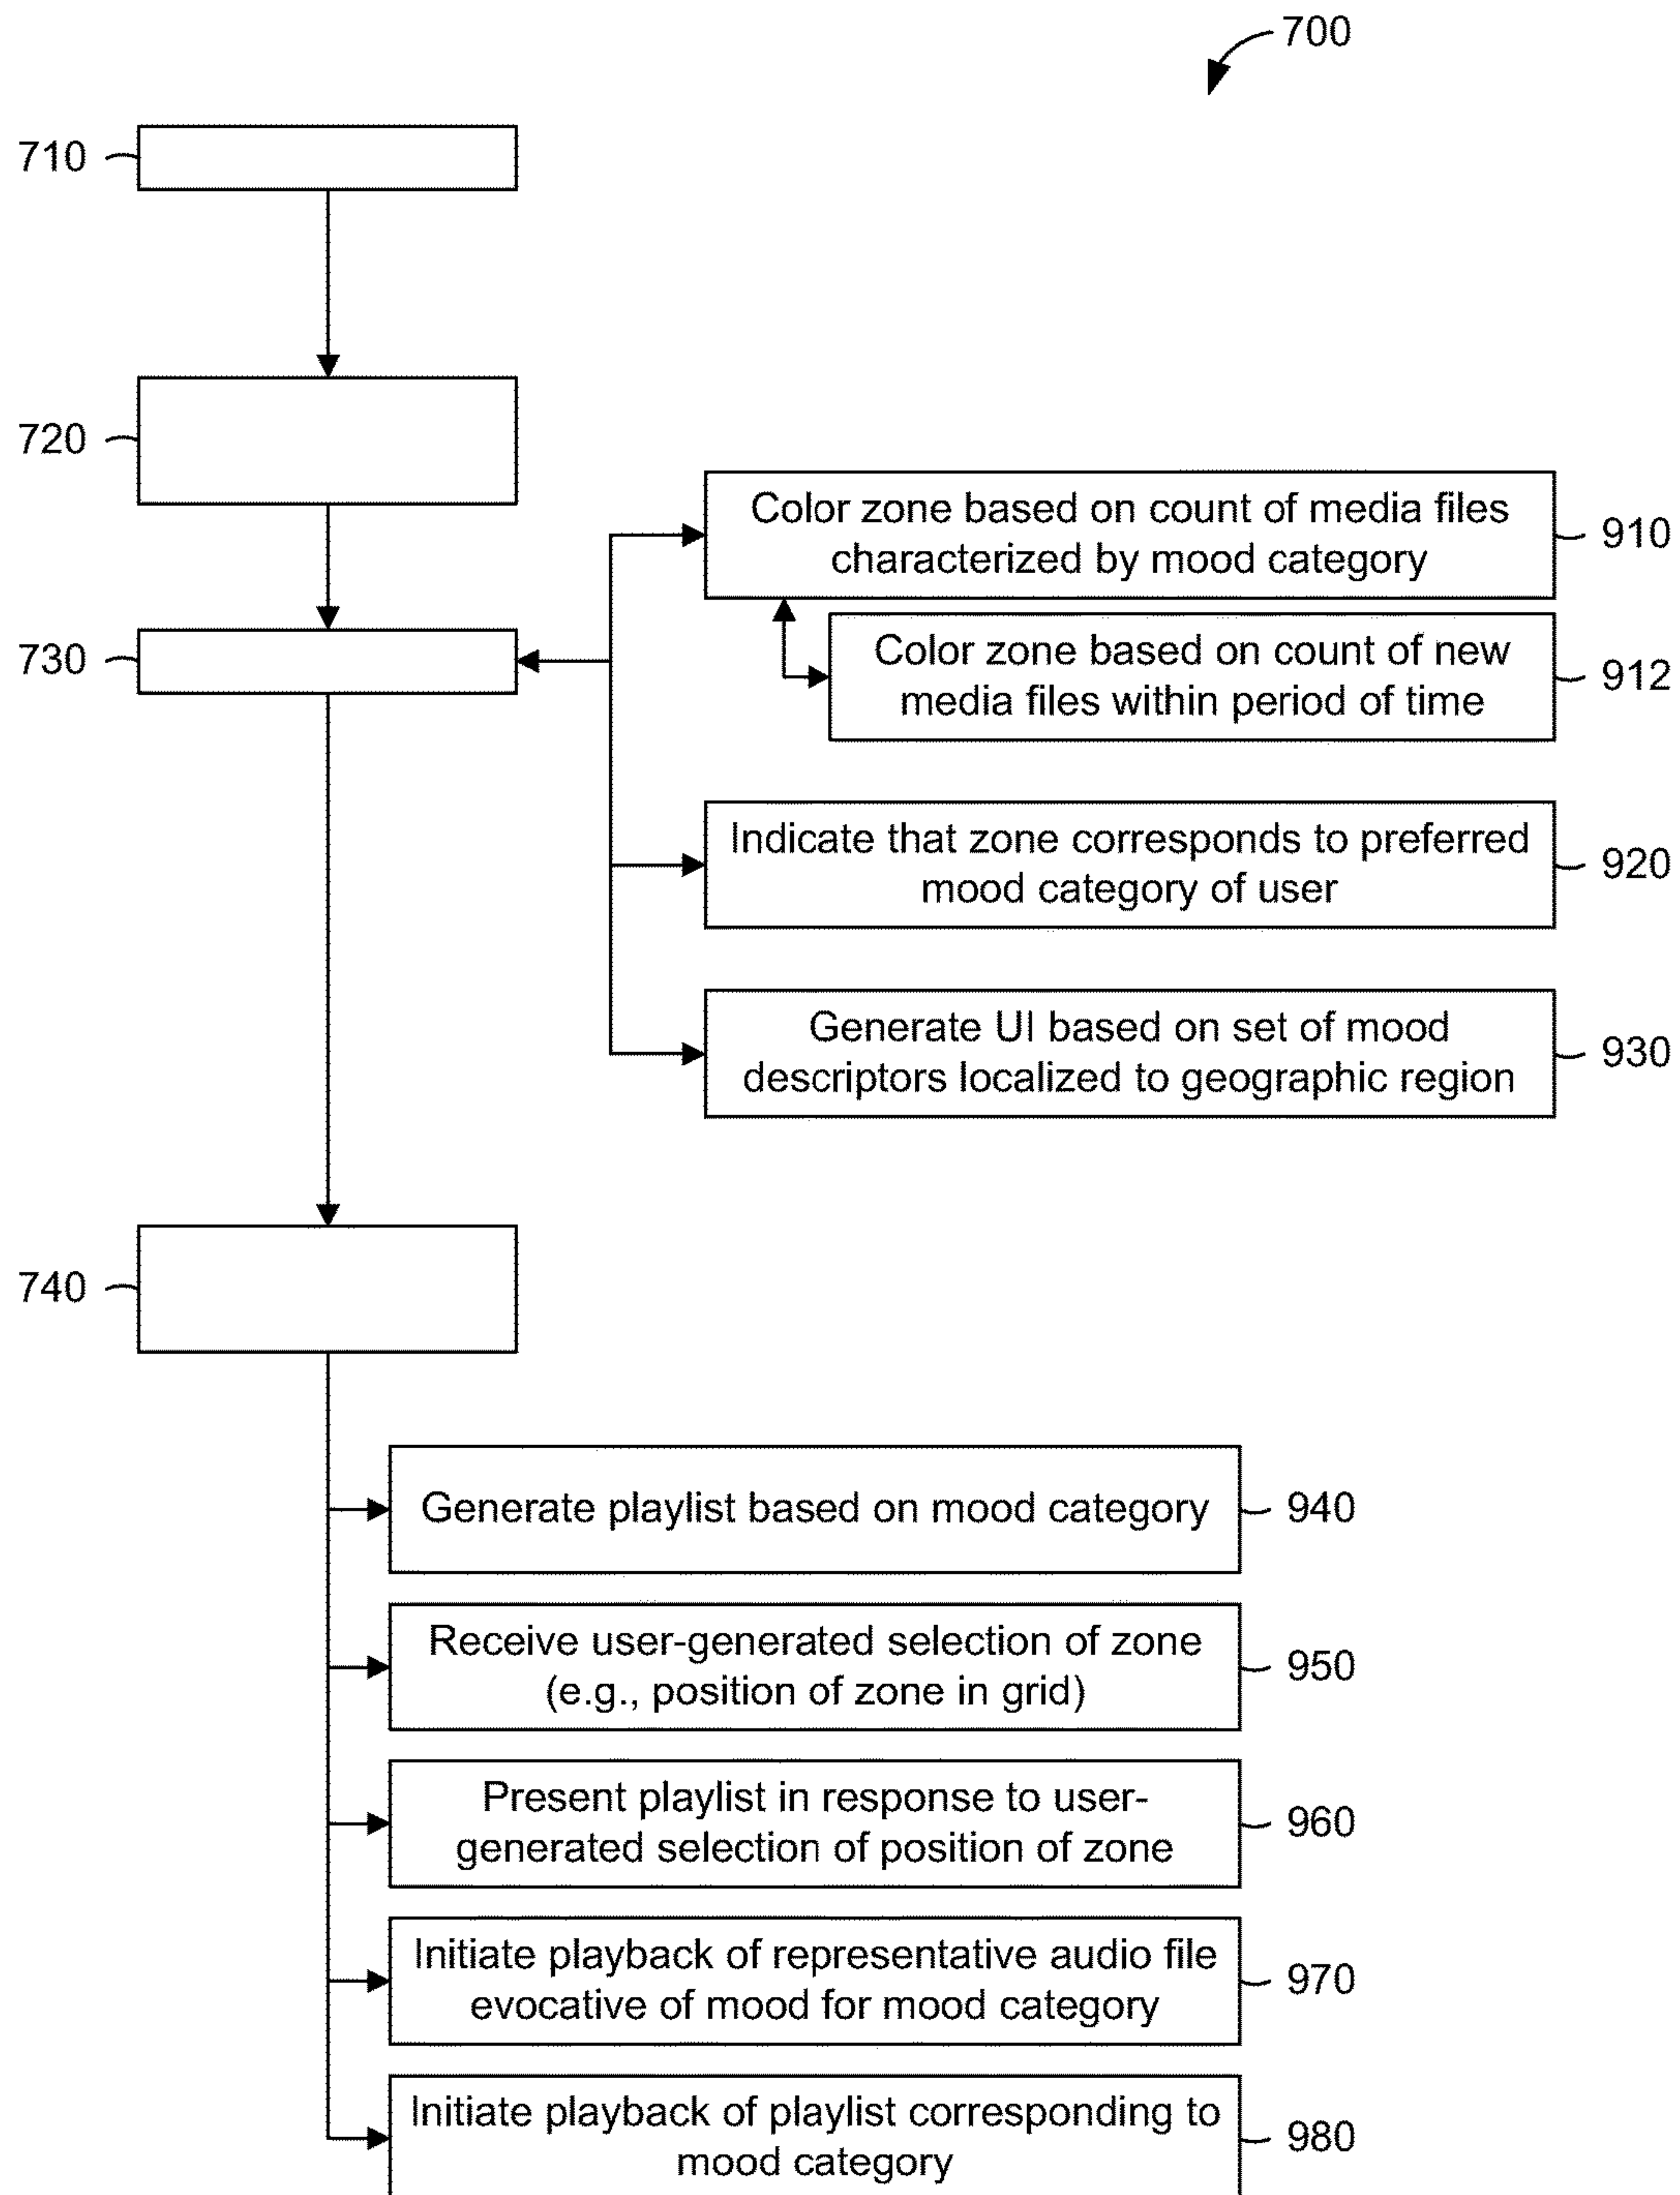 700
710
720
730
Color zone based on count of media files
characterized by mood category
910
Color zone based on count of new
media files within period of time
912
Indicate that zone corresponds to preferred
mood category of user
920
Generate UI based on set of mood
descriptors localized to geographic region
930
740
Generate playlist based on mood category
940
Receive user-generated selection of zone
(e.g., position of zone in grid)
950
Present playlist in response to user-
generated selection of position of zone
960
Initiate playback of representative audio file
evocative of mood for mood category
970
Initiate playback of playlist corresponding to
mood category
980